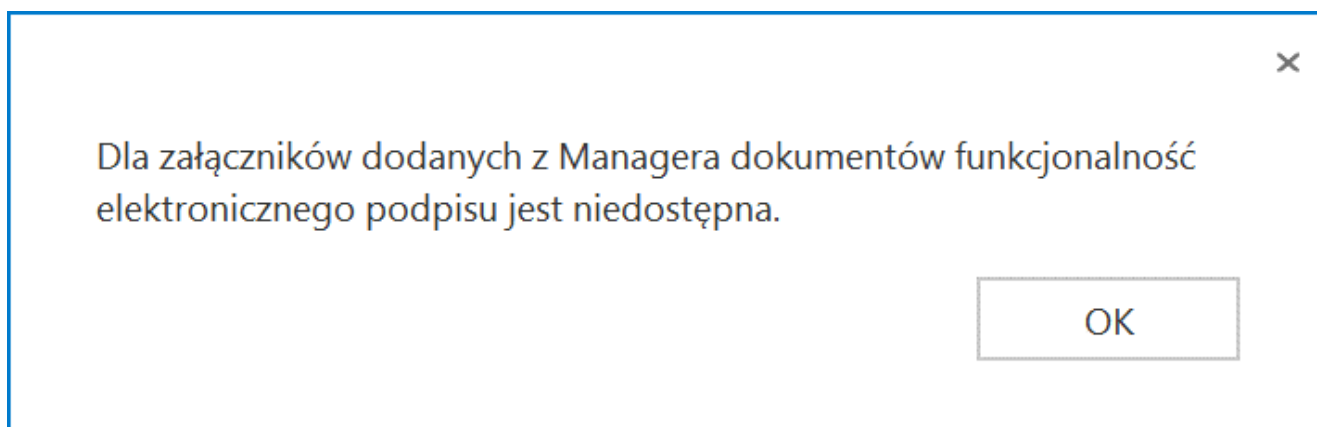 Dla załączników dodanych z Managera dokumentów funkcjonalność
elektronicznego podpisu jest niedostępna.
OK